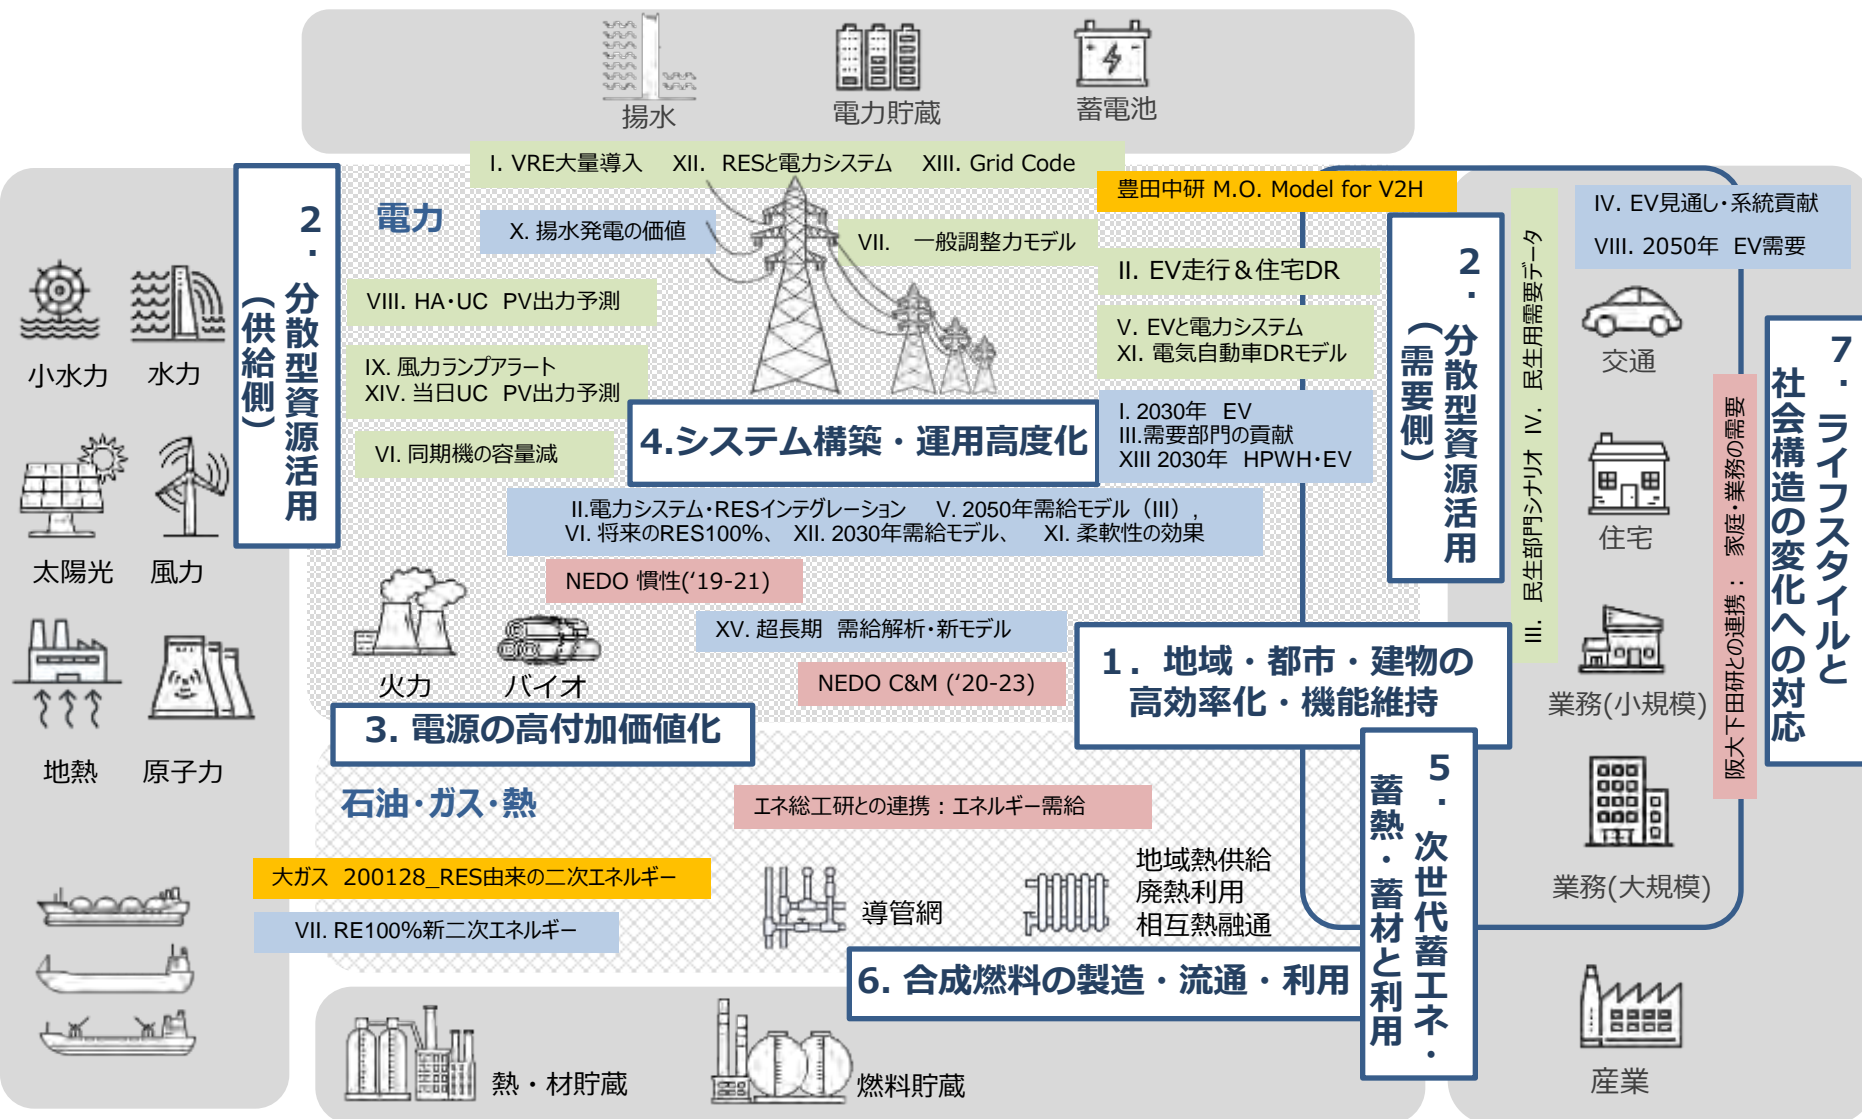 揚水
電力貯蔵
蓄電池
I. VRE大量導入 XII. RESと電力システム XIII. Grid Code
豊田中研 M.O. Model for V2H
電力
X. 揚水発電の価値
VII. 一般調整力モデル
II. EV走行＆住宅DR
VIII. HA・UC PV出力予測
V. EVと電力システム
XI. 電気自動車DRモデル
IX. 風力ランプアラート
XIV. 当日UC PV出力予測
I. 2030年 EV
III.需要部門の貢献
XIII 2030年 HPWH・EV
VI. 同期機の容量減
4.システム構築・運用高度化
II.電力システム・RESインテグレーション V. 2050年需給モデル（III）,
VI. 将来のRES100%、 XII. 2030年需給モデル、 XI. 柔軟性の効果
NEDO 慣性(‘19-21)
XV. 超長期 需給解析・新モデル
NEDO C&M (‘20-23)
火力
バイオ
3. 電源の高付加価値化
1. 地域・都市・建物の
高効率化・機能維持
2．分散型資源活用
(供給側)
小水力
水力
太陽光
風力
地熱
原子力
2．分散型資源活用
(需要側)
III. 民生部門シナリオ IV. 民生用需要データ
IV. EV見通し・系統貢献
VIII. 2050年 EV需要
交通
住宅
業務(小規模)
業務(大規模)
産業
阪大下田研との連携： 家庭・業務の需要
7．ライフスタイルと
社会構造の変化への対応
石油・ガス・熱
エネ総工研との連携：エネルギー需給
大ガス 200128_RES由来の二次エネルギー
VII. RE100%新二次エネルギー
導管網
地域熱供給
廃熱利用
相互熱融通
5．次世代蓄エネ・
蓄熱・蓄材と利用
6. 合成燃料の製造・流通・利用
熱・材貯蔵
燃料貯蔵